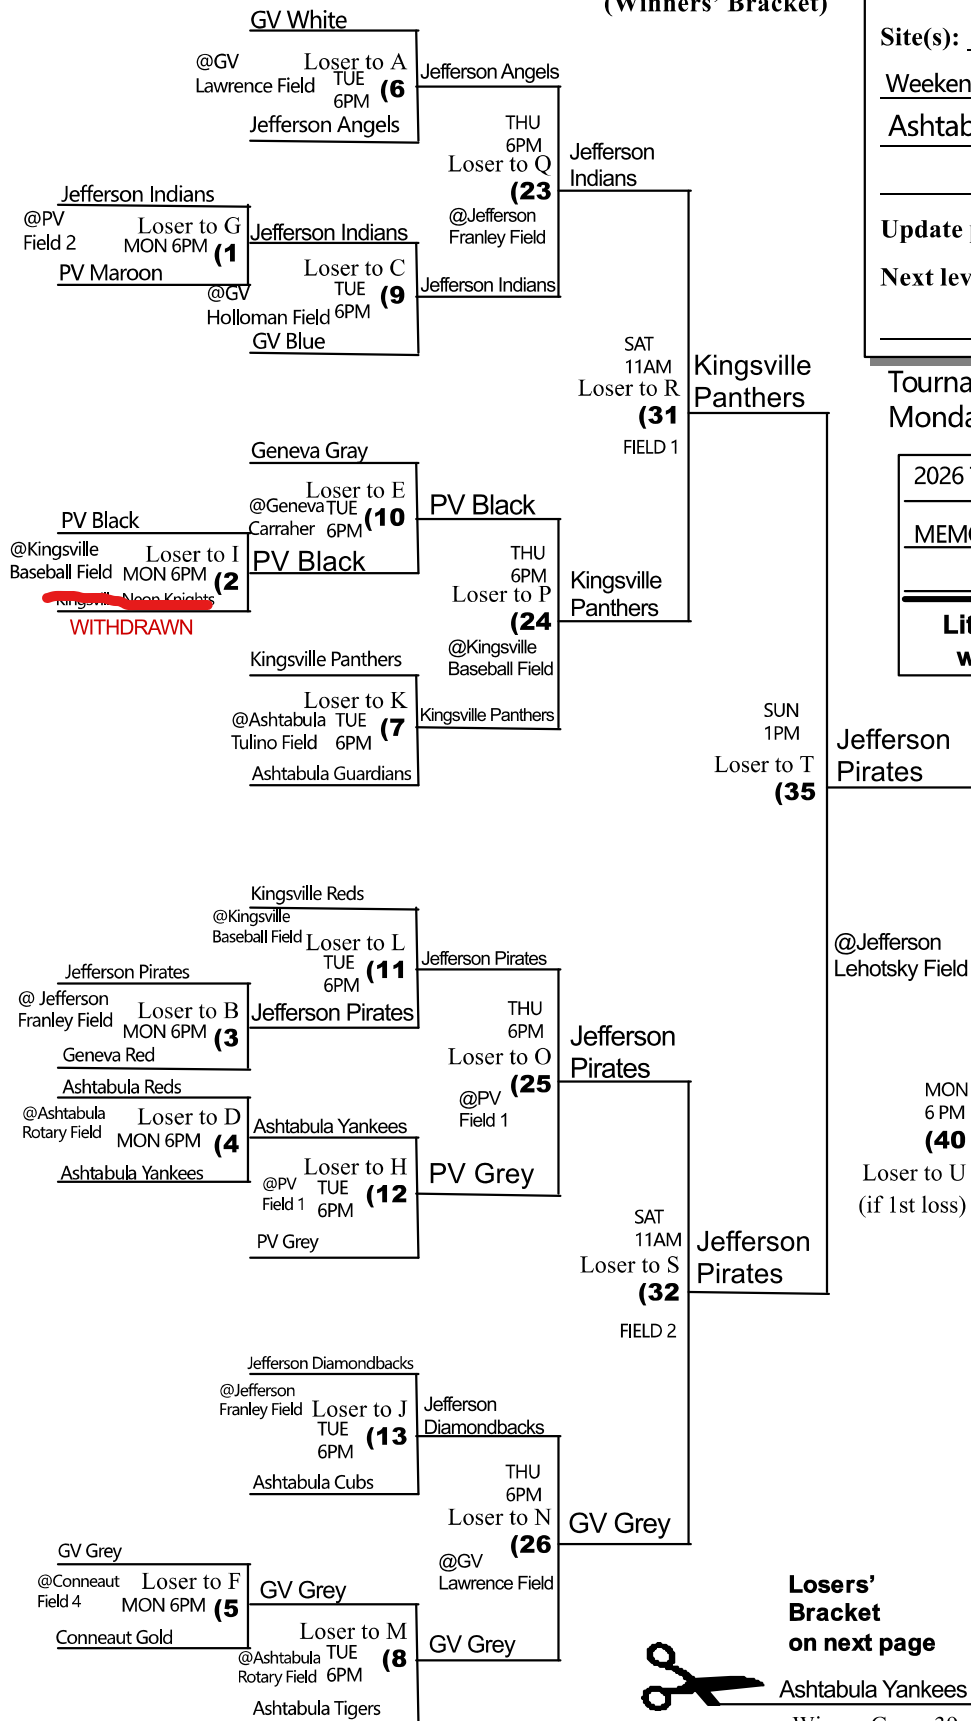 (Winners' Bracket)
GV White
@GV
Lawrence Field
Loser to A
TUE
6PM
(6
Jefferson Angels
Jefferson Angels
THU
6PM
Loser to Q
(23
@Jefferson
Franley Field
Jefferson
Indians
Jefferson Indians
@PV
Field 2
Loser to G
MON 6PM
(1
PV Maroon
Jefferson Indians
Loser to C
TUE
6PM
(9
@GV
Holloman Field
GV Blue
Jefferson Indians
SAT
11AM
Loser to R
(31
FIELD 1
Kingsville
Panthers
Geneva Gray
Loser to E
@Geneva
Carraher
TUE
6PM
(10
PV Black
PV Black
@Kingsville
Baseball Field
Loser to I
MON 6PM
(2
Kingsville Neon Knights
WITHDRAWN
PV Black
THU
6PM
Loser to P
(24
@Kingsville
Baseball Field
Kingsville
Panthers
Kingsville Panthers
Loser to K
@Ashtabula
Tulino Field
TUE
6PM
(7
Ashtabula Guardians
Kingsville Panthers
SUN
1PM
Loser to T
(35
Jefferson
Pirates
@Jefferson
Lehotsky Field
Kingsville Reds
@Kingsville
Baseball Field
Loser to L
TUE
6PM
(11
Jefferson Pirates
Jefferson Pirates
@ Jefferson
Franley Field
Loser to B
MON 6PM
(3
Geneva Red
Jefferson Pirates
THU
6PM
Loser to O
(25
@PV
Field 1
Jefferson
Pirates
Ashtabula Reds
@Ashtabula
Rotary Field
Loser to D
MON 6PM
(4
Ashtabula Yankees
Ashtabula Yankees
Loser to H
@PV
Field 1
TUE
6PM
(12
PV Grey
PV Grey
SAT
11AM
Loser to S
(32
FIELD 2
Jefferson
Pirates
MON
6 PM
(40
Loser to U
(if 1st loss)
Jefferson Diamondbacks
@Jefferson
Franley Field
Loser to J
TUE
6PM
(13
Ashtabula Cubs
Jefferson
Diamondbacks
THU
6PM
Loser to N
(26
@GV
Lawrence Field
GV Grey
GV Grey
@Conneaut
Field 4
Loser to F
MON 6PM
(5
Conneaut Gold
GV Grey
Loser to M
@Ashtabula
Rotary Field
TUE
6PM
(8
Ashtabula Tigers
GV Grey
Site(s):
Weeken
Ashtab
Update p
Next lev
Tourna
Monda
2026
MEMO
Lit
w
Losers'
Bracket
on next page
Ashtabula Yankees